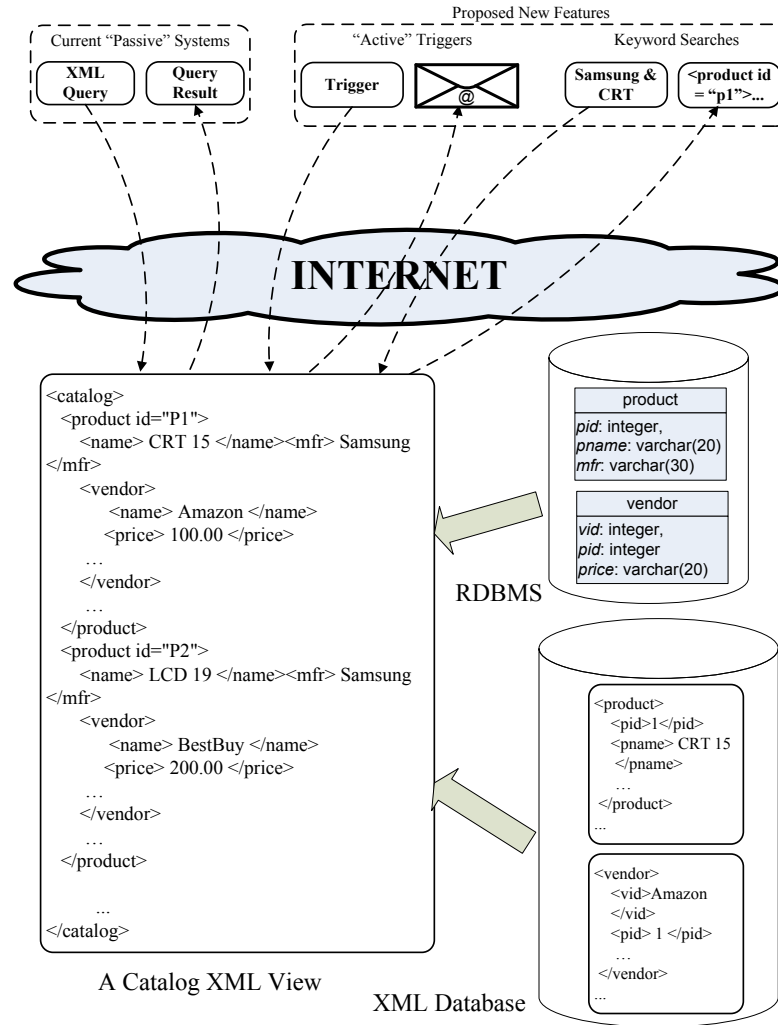 Proposed New Features
Current “Passive” Systems
“Active” Triggers
Keyword Searches
XML
Query
Query
Result
Trigger
@
Samsung &
CRT
<product id
= “p1”>...
INTERNET
<catalog>
<product id="P1">
<name> CRT 15 </name><mfr> Samsung
</mfr>
<vendor>
<name> Amazon </name>
<price> 100.00 </price>
…
</vendor>
…
</product>
<product id="P2">
<name> LCD 19 </name><mfr> Samsung
</mfr>
<vendor>
<name> BestBuy </name>
<price> 200.00 </price>
…
</vendor>
…
</product>
...
</catalog>
A Catalog XML View
product
pid: integer,
pname: varchar(20)
mfr: varchar(30)
vendor
vid: integer,
pid: integer
price: varchar(20)
RDBMS
<product>
<pid>1</pid>
<pname> CRT 15
</pname>
…
</product>
...
<vendor>
<vid>Amazon
</vid>
<pid> 1 </pid>
…
</vendor>
...
XML Database